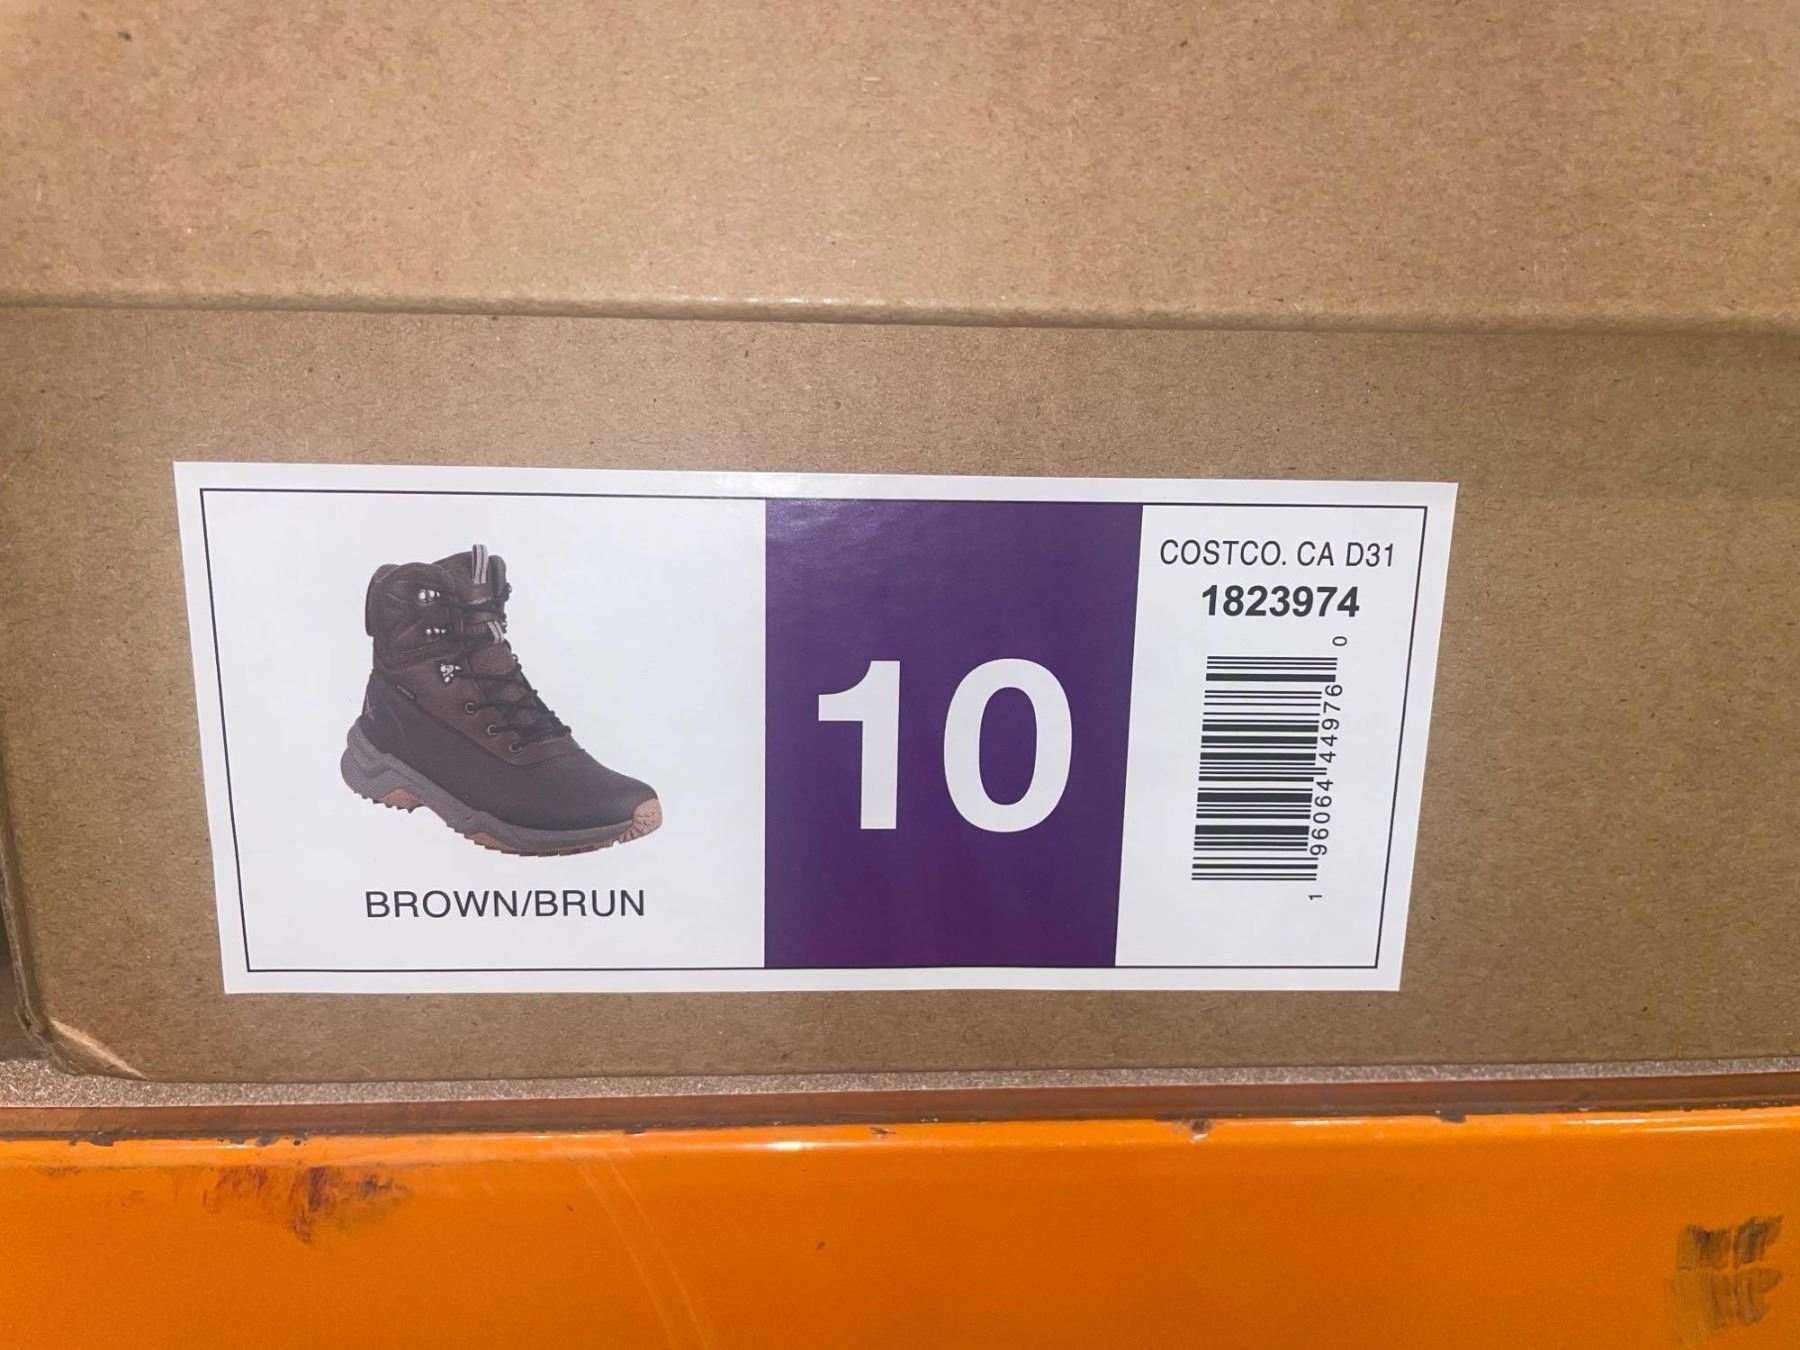 COSTCO. CA D31
1823974
10
BROWN/BRUN
1 96064 44976 0